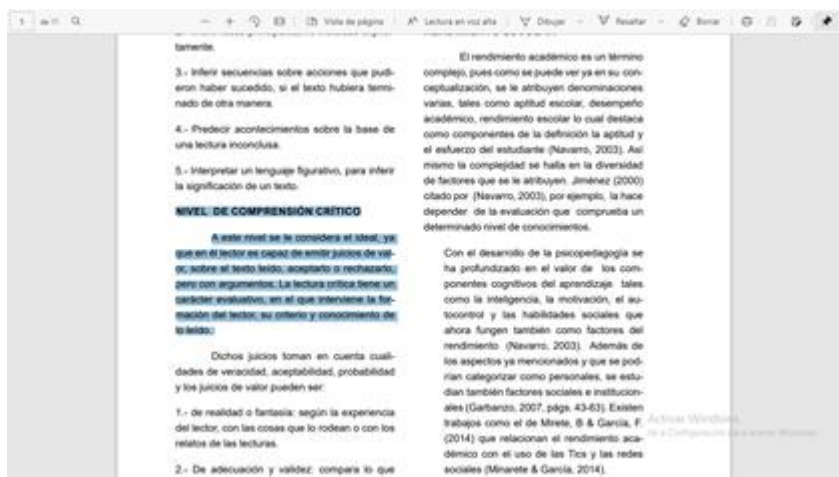 1 de 11
Vista de página
Lectura en voz alta
Dibujar
Resaltar
Borrar
tamente.
3.- Inferir secuencias sobre acciones que pudi-
eron haber sucedido, si el texto hubiera termi-
nado de otra manera.
4.- Predecir acontecimientos sobre la base de
una lectura inconclusa.
5.- Interpretar un lenguaje figurativo, para inferir
la significación de un texto.
NIVEL DE COMPRENSIÓN CRÍTICO
A este nivel se le considera el ideal, ya
que en él lector es capaz de emitir juicios de val-
or, sobre el texto leído, aceptarlo o rechazarlo,
pero con argumentos. La lectura crítica tiene un
carácter evaluativo, en el que interviene la for-
mación del lector, su criterio y conocimiento de
lo leído.
Dichos juicios toman en cuenta cuali-
dades de veracidad, aceptabilidad, probabilidad
y los juicios de valor pueden ser:
1.- de realidad o fantasía: según la experiencia
del lector, con las cosas que lo rodean o con los
relatos de las lecturas.
2.- De adecuación y validez: compara lo que
El rendimiento académico es un término
complejo, pues como se puede ver ya en su con-
ceptualización, se le atribuyen denominaciones
varias, tales como aptitud escolar, desempeño
académico, rendimiento escolar lo cual destaca
como componentes de la definición la aptitud y
el esfuerzo del estudiante (Navarro, 2003). Así
mismo la complejidad se halla en la diversidad
de factores que se le atribuyen. Jiménez (2000)
citado por (Navarro, 2003), por ejemplo, la hace
depender de la evaluación que comprueba un
determinado nivel de conocimientos.
Con el desarrollo de la psicopedagogía se
ha profundizado en el valor de los com-
ponentes cognitivos del aprendizaje tales
como la inteligencia, la motivación, el au-
tocontrol y las habilidades sociales que
ahora fungen también como factores del
rendimiento (Navarro, 2003). Además de
los aspectos ya mencionados y que se pod-
rían categorizar como personales, se estu-
dian también factores sociales e institucion-
ales (Garbanzo, 2007, págs. 43-63). Existen
trabajos como el de Mirete, B & García, F.
(2014) que relacionan el rendimiento aca-
démico con el uso de las Tics y las redes
sociales (Minarete & García, 2014).
Activar Windows
Ve a Configuración para activar Windows.